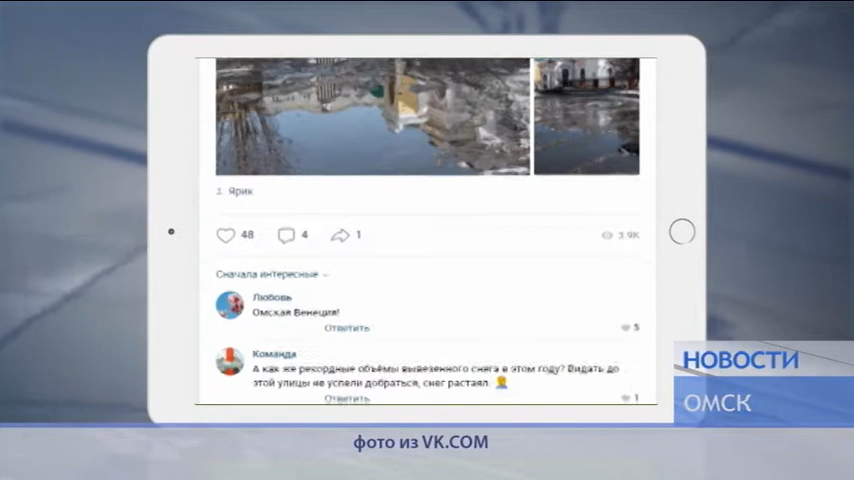 Ярик
48 4 1 3.9K
Сначала интересные
Любовь
Омская Венеция!
Ответить 5
Команда
А как же рекордные объёмы вывезенного снега в этом году? Видать до
этой улицы не успели добраться, снег растаял.
Ответить 1
НОВОСТИ
ОМСК
фото из VK.COM